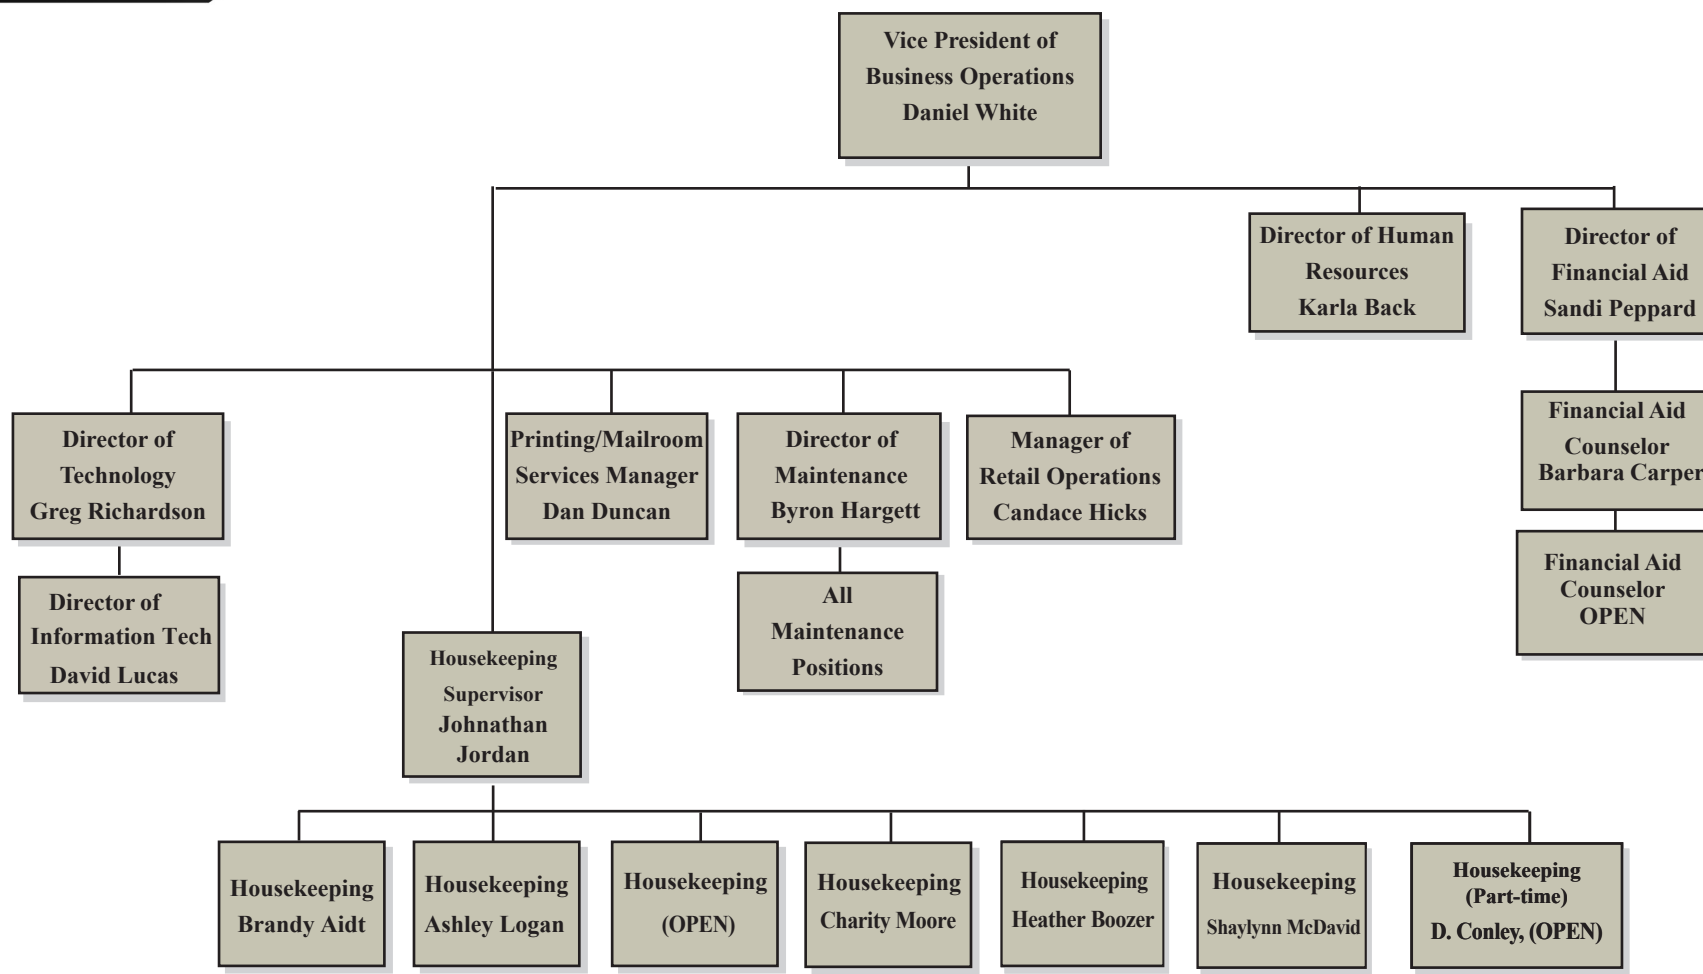 Vice President of
Business Operations
Daniel White
Director of Human
Resources
Karla Back
Director of
Financial Aid
Sandi Peppard
Director of
Technology
Greg Richardson
Printing/Mailroom
Services Manager
Dan Duncan
Director of
Maintenance
Byron Hargett
Manager of
Retail Operations
Candace Hicks
Financial Aid
Counselor
Barbara Carper
Financial Aid
Counselor
OPEN
Director of
Information Tech
David Lucas
All
Maintenance
Positions
Housekeeping
Supervisor
Johnathan
Jordan
Housekeeping
Brandy Aidt
Housekeeping
Ashley Logan
Housekeeping
(OPEN)
Housekeeping
Charity Moore
Housekeeping
Heather Boozer
Housekeeping
Shaylynn McDavid
Housekeeping
(Part-time)
D. Conley, (OPEN)